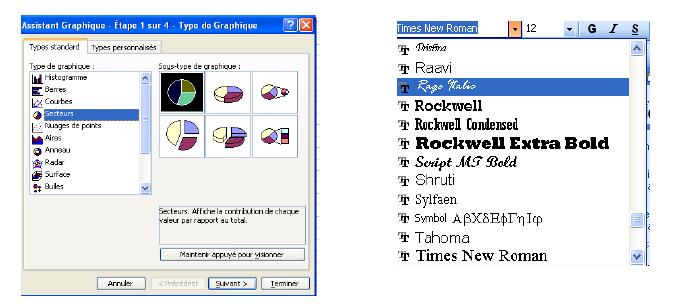 Assistant Graphique - Étape 1 sur 4 - Type de Graphique
Types standard Types personnalisés
Type de graphique :
Histogramme
Barres
Courbes
Secteurs
Nuages de points
Aires
Anneau
Radar
Surface
Bulles
Sous-type de graphique :
Secteurs. Affiche la contribution de chaque
valeur par rapport au total.
Maintenir appuyé pour visionner
Annuler < Précédent Suivant > Terminer
Times New Roman 12 G I S
Pristina
Raavi
Rage Italic
Rockwell
Rockwell Condensed
Rockwell Extra Bold
Script MT Bold
Shruti
Sylfaen
Symbol ΑβΧδΕφΓηΙφ
Tahoma
Times New Roman